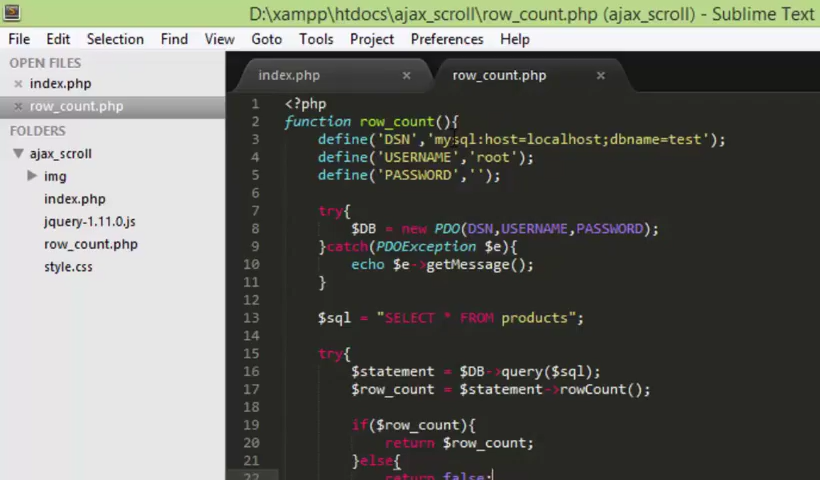 D:\xampp\htdocs\ajax_scroll\row_count.php (ajax_scroll) - Sublime Text
File Edit Selection Find View Goto Tools Project Preferences Help
OPEN FILES
index.php
row_count.php
FOLDERS
ajax_scroll
img
index.php
jquery-1.11.0.js
row_count.php
style.css
index.php row_count.php
1 <?php
2 function row_count(){
3 define('DSN','mysql:host=localhost;dbname=test');
4 define('USERNAME','root');
5 define('PASSWORD','');
6
7 try{
8 $DB = new PDO(DSN,USERNAME,PASSWORD);
9 }catch(PDOException $e){
10 echo $e->getMessage();
11 }
12
13 $sql = "SELECT * FROM products";
14
15 try{
16 $statement = $DB->query($sql);
17 $row_count = $statement->rowCount();
18
19 if($row_count){
20 return $row_count;
21 }else{
22 return false;